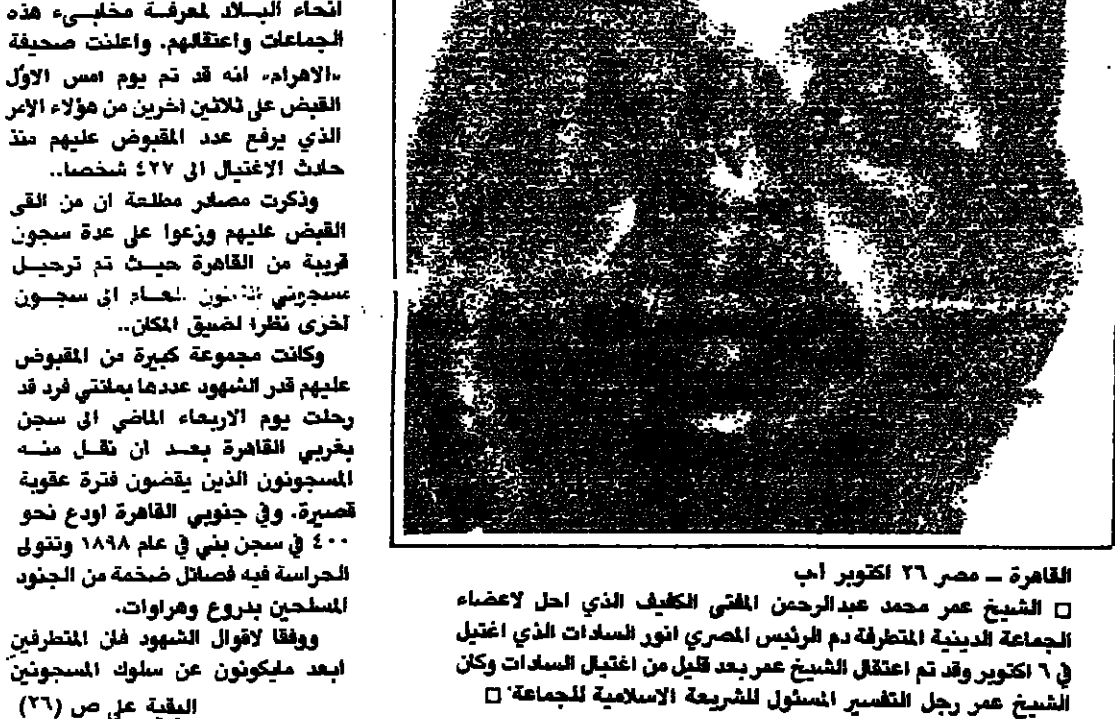 انحاء البلاد لمعرفة مخابىء هذه
الجماعات واعتقالهم. واعلنت صحيفة
«الاهرام» انه قد تم يوم امس الاول
القبض على ثلاثين آخرين من هؤلاء الامر
الذي يرفع عدد المقبوض عليهم منذ
حادث الاغتيال الى ٤٢٧ شخصا..
وذكرت مصادر مطلعة ان من القى
القبض عليهم وزعوا على عدة سجون
قريبة من القاهرة حيث تم ترحيل
مسجوني القانون العام الى سجون
أخرى نظرا لضيق المكان..
وكانت مجموعة كبيرة من المقبوض
عليهم قدر الشهود عددها بمائتي فرد قد
رحلت يوم الاربعاء الماضي الى سجن
بغربي القاهرة بعد ان نقل منه
المسجونون الذين يقضون فترة عقوبة
قصيرة. وفي جنوبي القاهرة اودع نحو
٤٠٠ في سجن بني في عام ١٨٩٨ وتتولى
الحراسة فيه فصائل ضخمة من الجنود
المسلحين بدروع وهراوات.
ووفقا لاقوال الشهود فان المتطرفين
ابعد مايكونون عن سلوك المسجونين
البقية على ص (٢٦)
القاهرة – مصر ٢٦ اكتوبر أ.ب
□ الشيخ عمر محمد عبدالرحمن المفتي الكفيف الذي احل لاعضاء
الجماعة الدينية المتطرفة دم الرئيس المصري انور السادات الذي اغتيل
في ٦ اكتوبر وقد تم اعتقال الشيخ عمر بعد قليل من اغتيال السادات وكان
الشيخ عمر رجل التفسير المسئول للشريعة الاسلامية للجماعة □